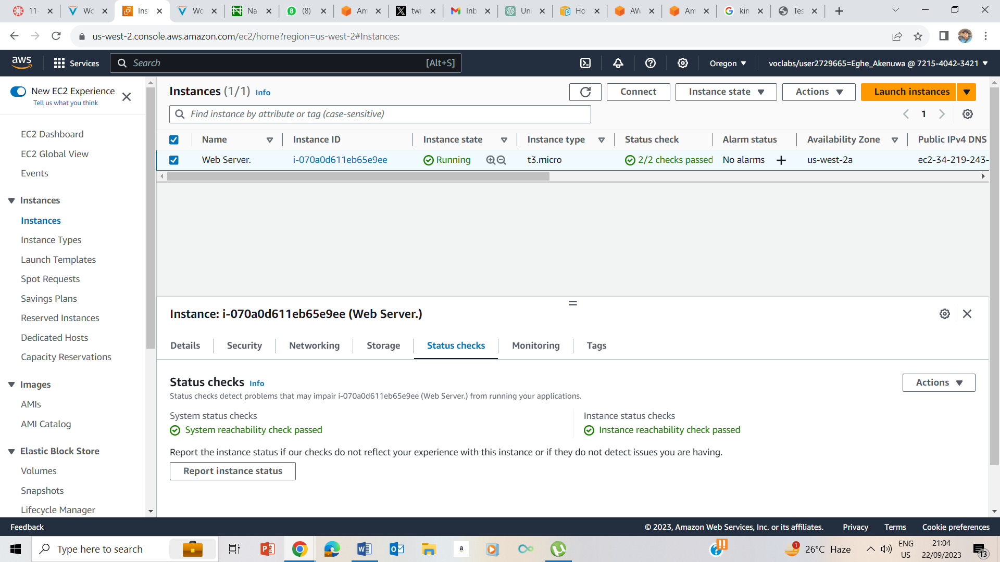 11-
Wo
Ins
Wo
Nai
(8)
Am
twi
Inb
Un
Ho
AW
Am
kin
Tes
us-west-2.console.aws.amazon.com/ec2/home?region=us-west-2#Instances:
aws
Services
Search
[Alt+S]
Oregon
voclabs/user2729665=Eghe_Akenuwa @ 7215-4042-3421
New EC2 Experience
Tell us what you think
EC2 Dashboard
EC2 Global View
Events
Instances
Instances
Instance Types
Launch Templates
Spot Requests
Savings Plans
Reserved Instances
Dedicated Hosts
Capacity Reservations
Images
AMIs
AMI Catalog
Elastic Block Store
Volumes
Snapshots
Lifecycle Manager
Instances (1/1) Info
Connect
Instance state
Actions
Launch instances
Find instance by attribute or tag (case-sensitive)
1
Name Instance ID Instance state Instance type Status check Alarm status Availability Zone Public IPv4 DNS
Web Server. i-070a0d611eb65e9ee Running t3.micro 2/2 checks passed No alarms us-west-2a ec2-34-219-243-
Instance: i-070a0d611eb65e9ee (Web Server.)
Details Security Networking Storage Status checks Monitoring Tags
Status checks Info
Actions
Status checks detect problems that may impair i-070a0d611eb65e9ee (Web Server.) from running your applications.
System status checks
System reachability check passed
Instance status checks
Instance reachability check passed
Report the instance status if our checks do not reflect your experience with this instance or if they do not detect issues you are having.
Report instance status
Feedback
© 2023, Amazon Web Services, Inc. or its affiliates. Privacy Terms Cookie preferences
Type here to search
26°C Haze
ENG
US
21:04
22/09/2023
13